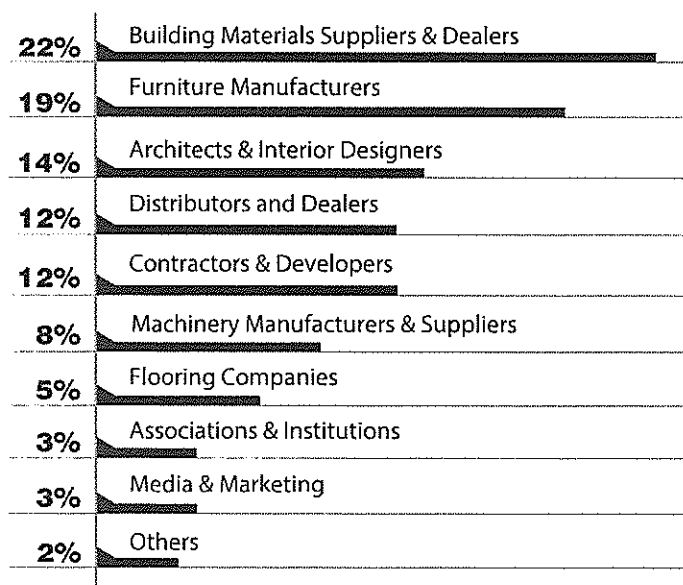 Building Materials Suppliers & Dealers
22%
Furniture Manufacturers
19%
Architects & Interior Designers
14%
Distributors and Dealers
12%
Contractors & Developers
12%
Machinery Manufacturers & Suppliers
8%
Flooring Companies
5%
Associations & Institutions
3%
Media & Marketing
3%
Others
2%